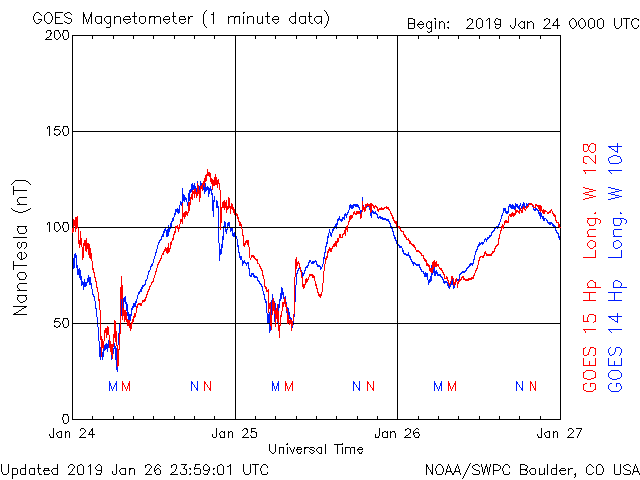 GOES Magnetometer (1 minute data)
Begin: 2019 Jan 24 0000 UTC
200
150
100
50
0
NanoTesla (nT)
M M N N M M N N M M N N
Jan 24 Jan 25 Jan 26 Jan 27
Universal Time
GOES 15 Hp Long. W 128
GOES 14 Hp Long. W 104
Updated 2019 Jan 26 23:59:01 UTC
NOAA/SWPC Boulder, CO USA